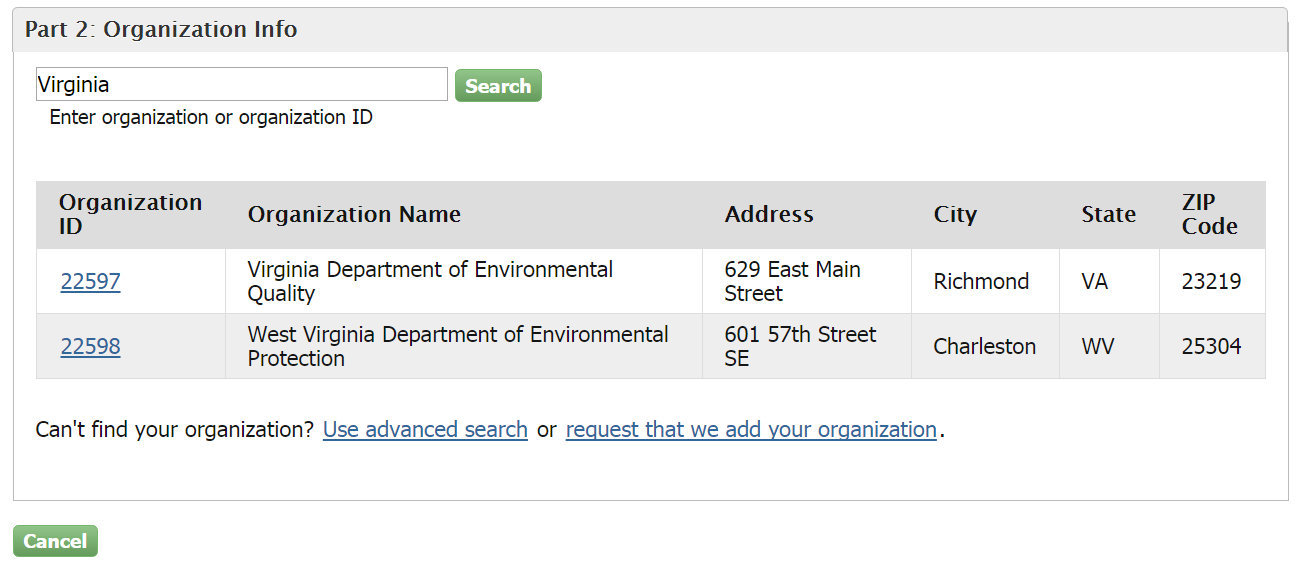 Part 2: Organization Info
Virginia
Search
Enter organization or organization ID
Organization ID Organization Name Address City State ZIP Code
22597 Virginia Department of Environmental Quality 629 East Main Street Richmond VA 23219
22598 West Virginia Department of Environmental Protection 601 57th Street SE Charleston WV 25304
Can't find your organization? Use advanced search or request that we add your organization.
Cancel